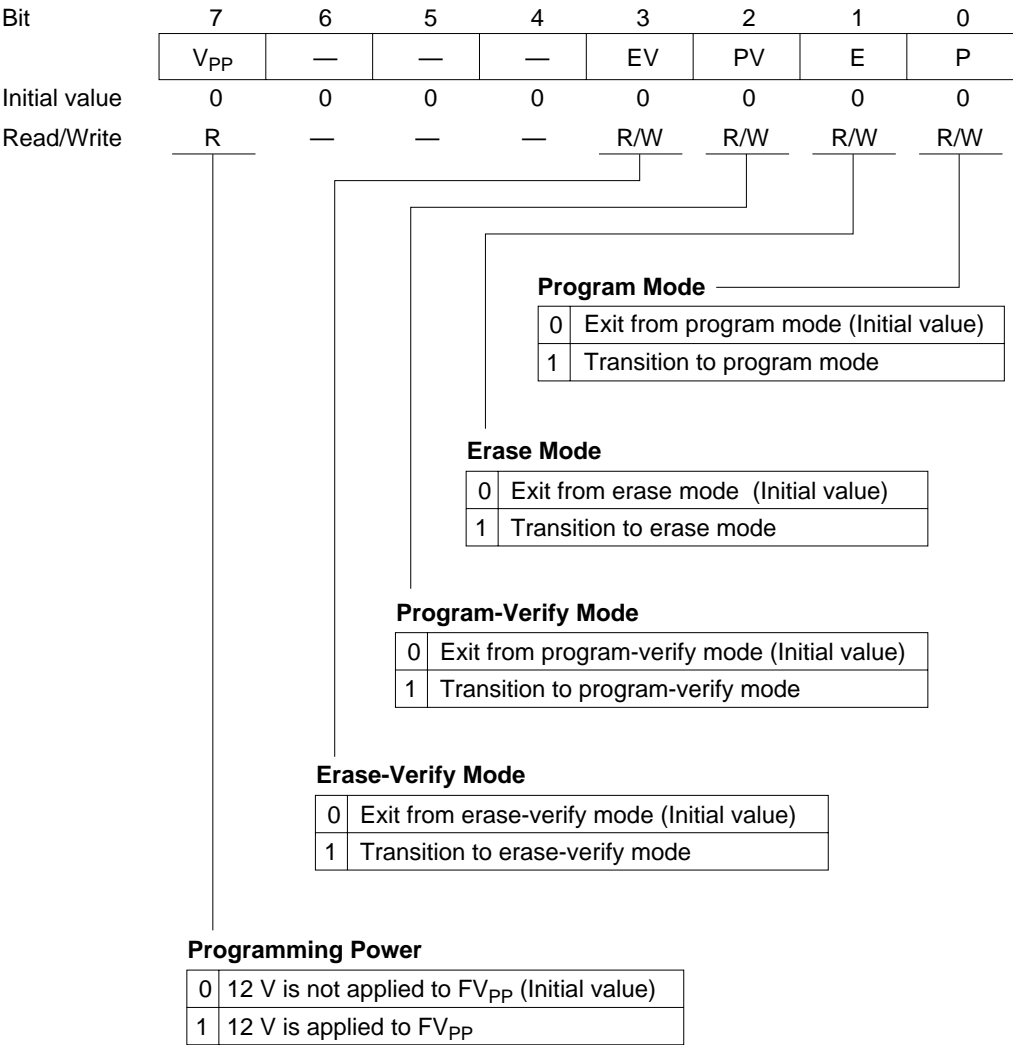 Bit 7 6 5 4 3 2 1 0
VPP — — — EV PV E P
Initial value 0 0 0 0 0 0 0 0
Read/Write R — — — R/W R/W R/W R/W
Program Mode
0 Exit from program mode (Initial value)
1 Transition to program mode
Erase Mode
0 Exit from erase mode (Initial value)
1 Transition to erase mode
Program-Verify Mode
0 Exit from program-verify mode (Initial value)
1 Transition to program-verify mode
Erase-Verify Mode
0 Exit from erase-verify mode (Initial value)
1 Transition to erase-verify mode
Programming Power
0 12 V is not applied to FVPP (Initial value)
1 12 V is applied to FVPP